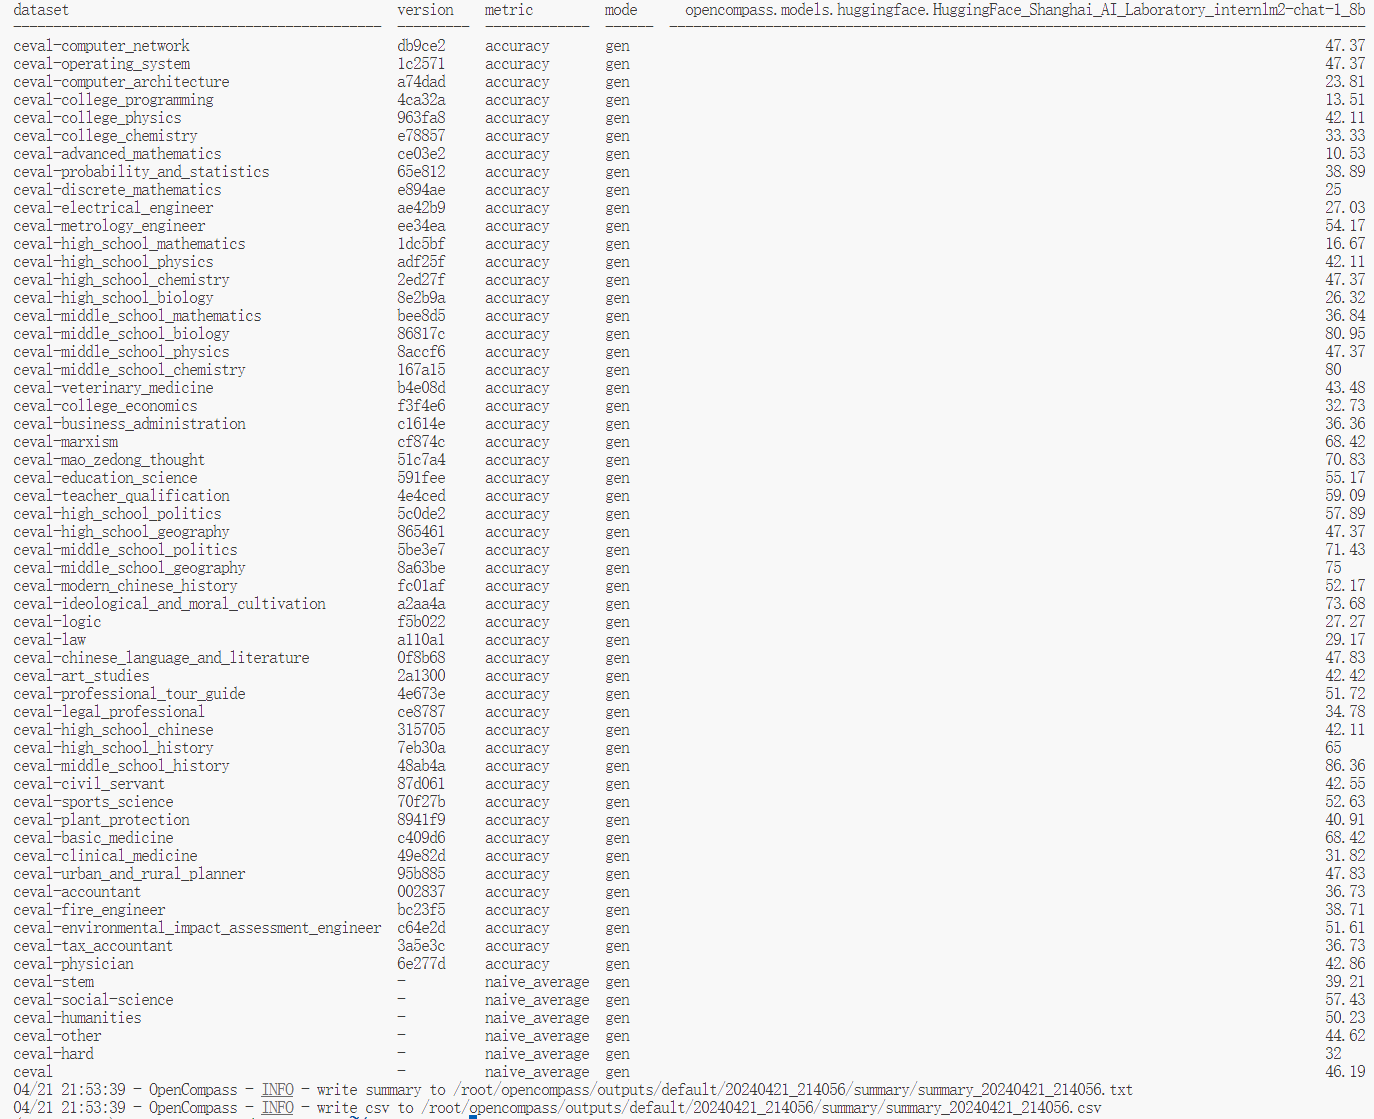 dataset version metric mode opencompass.models.huggingface.HuggingFace_Shanghai_AI_Laboratory_internlm2-chat-1_8b
ceval-computer_network db9ce2 accuracy gen 47.37
ceval-operating_system 1c2571 accuracy gen 47.37
ceval-computer_architecture a74dad accuracy gen 23.81
ceval-college_programming 4ca32a accuracy gen 13.51
ceval-college_physics 963fa8 accuracy gen 42.11
ceval-college_chemistry e78857 accuracy gen 33.33
ceval-advanced_mathematics ce03e2 accuracy gen 10.53
ceval-probability_and_statistics 65e812 accuracy gen 38.89
ceval-discrete_mathematics e894ae accuracy gen 25
ceval-electrical_engineer ae42b9 accuracy gen 27.03
ceval-metrology_engineer ee34ea accuracy gen 54.17
ceval-high_school_mathematics 1dc5bf accuracy gen 16.67
ceval-high_school_physics adf25f accuracy gen 42.11
ceval-high_school_chemistry 2ed27f accuracy gen 47.37
ceval-high_school_biology 8e2b9a accuracy gen 26.32
ceval-middle_school_mathematics bee8d5 accuracy gen 36.84
ceval-middle_school_biology 86817c accuracy gen 80.95
ceval-middle_school_physics 8accf6 accuracy gen 47.37
ceval-middle_school_chemistry 167a15 accuracy gen 80
ceval-veterinary_medicine b4e08d accuracy gen 43.48
ceval-college_economics f3f4e6 accuracy gen 32.73
ceval-business_administration c1614e accuracy gen 36.36
ceval-marxism cf874c accuracy gen 68.42
ceval-mao_zedong_thought 51c7a4 accuracy gen 70.83
ceval-education_science 591fee accuracy gen 55.17
ceval-teacher_qualification 4e4ced accuracy gen 59.09
ceval-high_school_politics 5c0de2 accuracy gen 57.89
ceval-high_school_geography 865461 accuracy gen 47.37
ceval-middle_school_politics 5be3e7 accuracy gen 71.43
ceval-middle_school_geography 8a63be accuracy gen 75
ceval-modern_chinese_history fc01af accuracy gen 52.17
ceval-ideological_and_moral_cultivation a2aa4a accuracy gen 73.68
ceval-logic f5b022 accuracy gen 27.27
ceval-law a110a1 accuracy gen 29.17
ceval-chinese_language_and_literature 0f8b68 accuracy gen 47.83
ceval-art_studies 2a1300 accuracy gen 42.42
ceval-professional_tour_guide 4e673e accuracy gen 51.72
ceval-legal_professional ce8787 accuracy gen 34.78
ceval-high_school_chinese 315705 accuracy gen 42.11
ceval-high_school_history 7eb30a accuracy gen 65
ceval-middle_school_history 48ab4a accuracy gen 86.36
ceval-civil_servant 87d061 accuracy gen 42.55
ceval-sports_science 70f27b accuracy gen 52.63
ceval-plant_protection 8941f9 accuracy gen 40.91
ceval-basic_medicine c409d6 accuracy gen 68.42
ceval-clinical_medicine 49e82d accuracy gen 31.82
ceval-urban_and_rural_planner 95b885 accuracy gen 47.83
ceval-accountant 002837 accuracy gen 36.73
ceval-fire_engineer bc23f5 accuracy gen 38.71
ceval-environmental_impact_assessment_engineer c64e2d accuracy gen 51.61
ceval-tax_accountant 3a5e3c accuracy gen 36.73
ceval-physician 6e277d accuracy gen 42.86
ceval-stem - naive_average gen 39.21
ceval-social-science - naive_average gen 57.43
ceval-humanities - naive_average gen 50.23
ceval-other - naive_average gen 44.62
ceval-hard - naive_average gen 32
ceval - naive_average gen 46.19
04/21 21:53:39 - OpenCompass - INFO - write summary to /root/opencompass/outputs/default/20240421_214056/summary/summary_20240421_214056.txt
04/21 21:53:39 - OpenCompass - INFO - write csv to /root/opencompass/outputs/default/20240421_214056/summary/summary_20240421_214056.csv